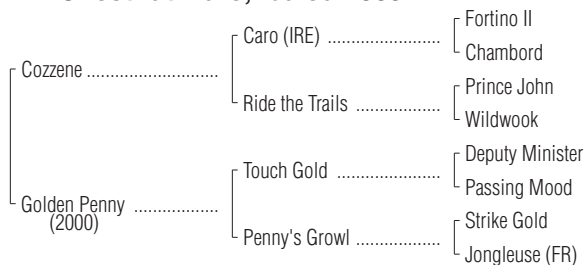 Fortino II
Caro (IRE) ........................
Chambord
Cozzene ................................
Prince John
Ride the Trails ..................
Wildwook
Deputy Minister
Touch Gold ......................
Passing Mood
Golden Penny ....................
(2000)
Strike Gold
Penny's Growl ..................
Jongleuse (FR)